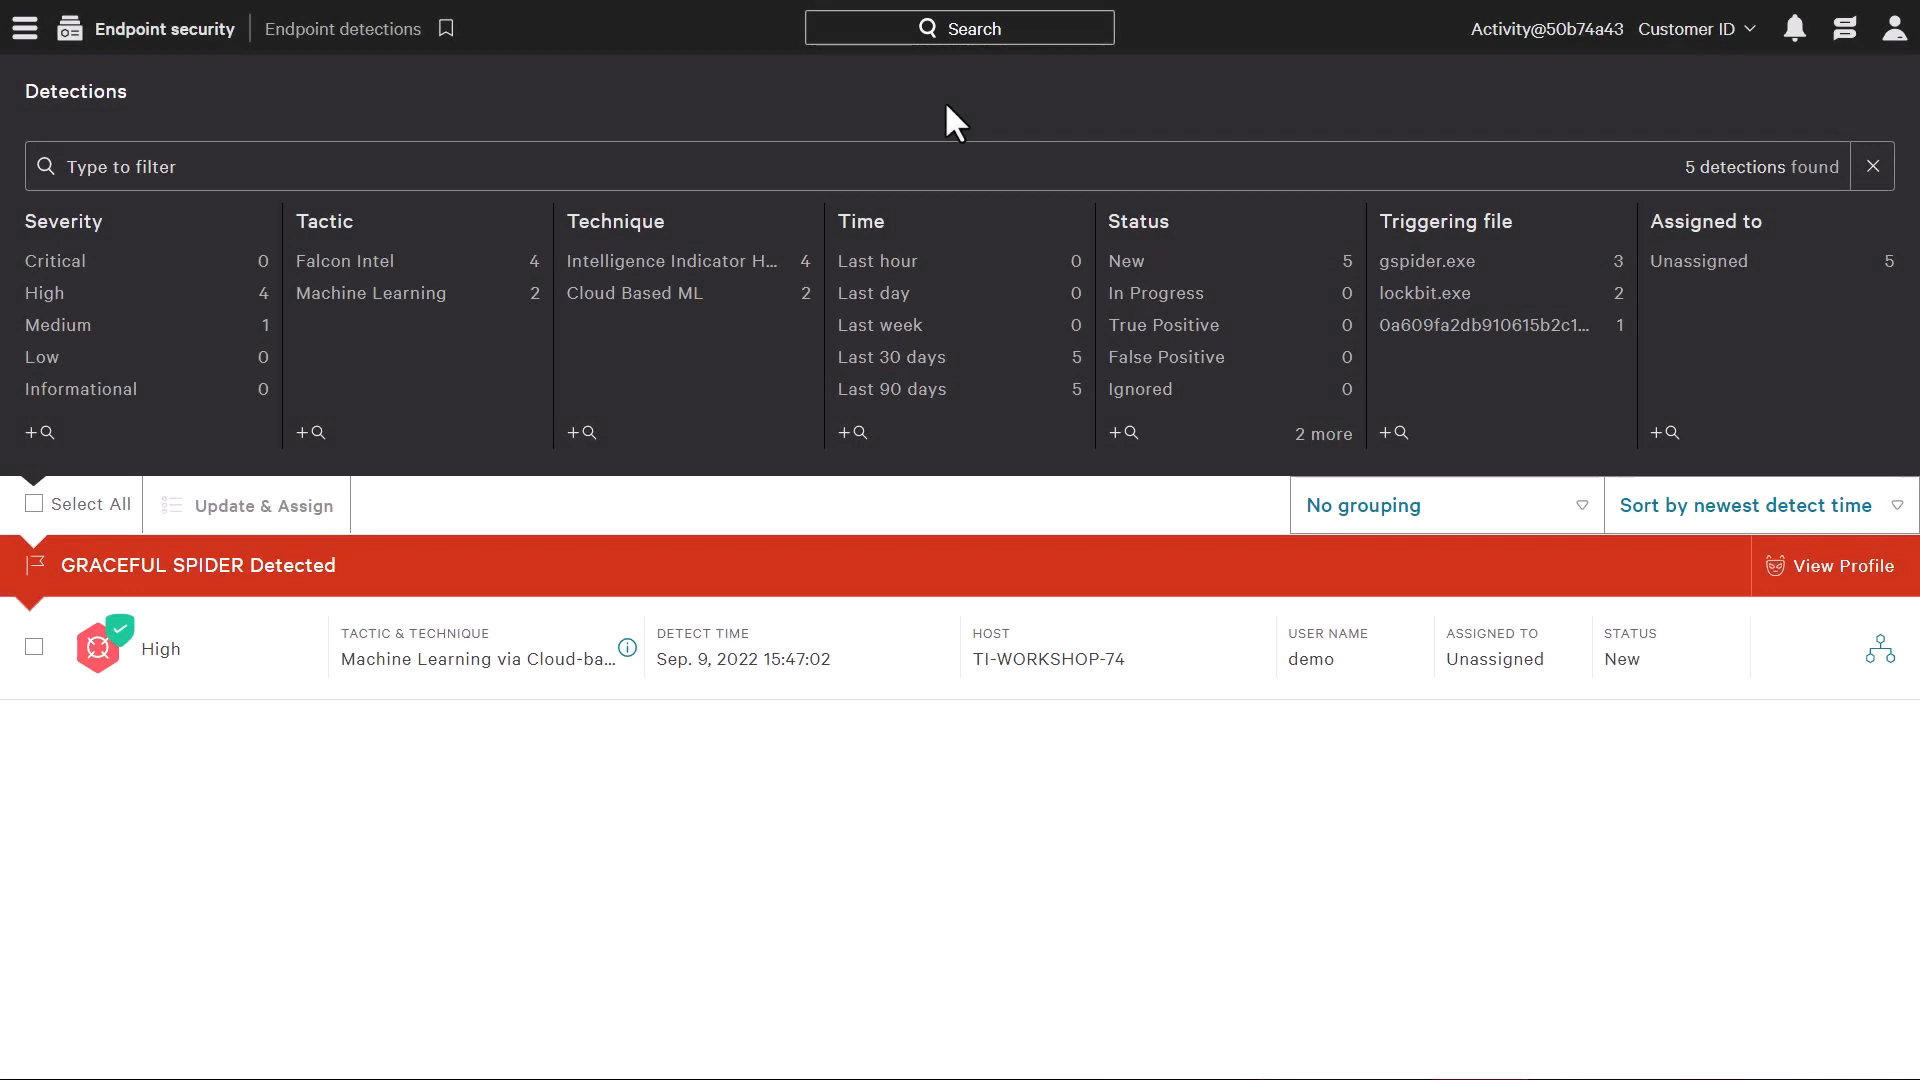 Endpoint security
Endpoint detections
Search
Activity@50b74a43
Customer ID
Detections
Type to filter
5 detections found
Severity
Critical 0
High 4
Medium 1
Low 0
Informational 0
Tactic
Falcon Intel 4
Machine Learning 2
Technique
Intelligence Indicator H... 4
Cloud Based ML 2
Time
Last hour 0
Last day 0
Last week 0
Last 30 days 5
Last 90 days 5
Status
New 5
In Progress 0
True Positive 0
False Positive 0
Ignored 0
2 more
Triggering file
gspider.exe 3
lockbit.exe 2
0a609fa2db910615b2c1... 1
Assigned to
Unassigned 5
Select All
Update & Assign
No grouping
Sort by newest detect time
GRACEFUL SPIDER Detected
View Profile
High
TACTIC & TECHNIQUE
Machine Learning via Cloud-ba...
DETECT TIME
Sep. 9, 2022 15:47:02
HOST
TI-WORKSHOP-74
USER NAME
demo
ASSIGNED TO
Unassigned
STATUS
New